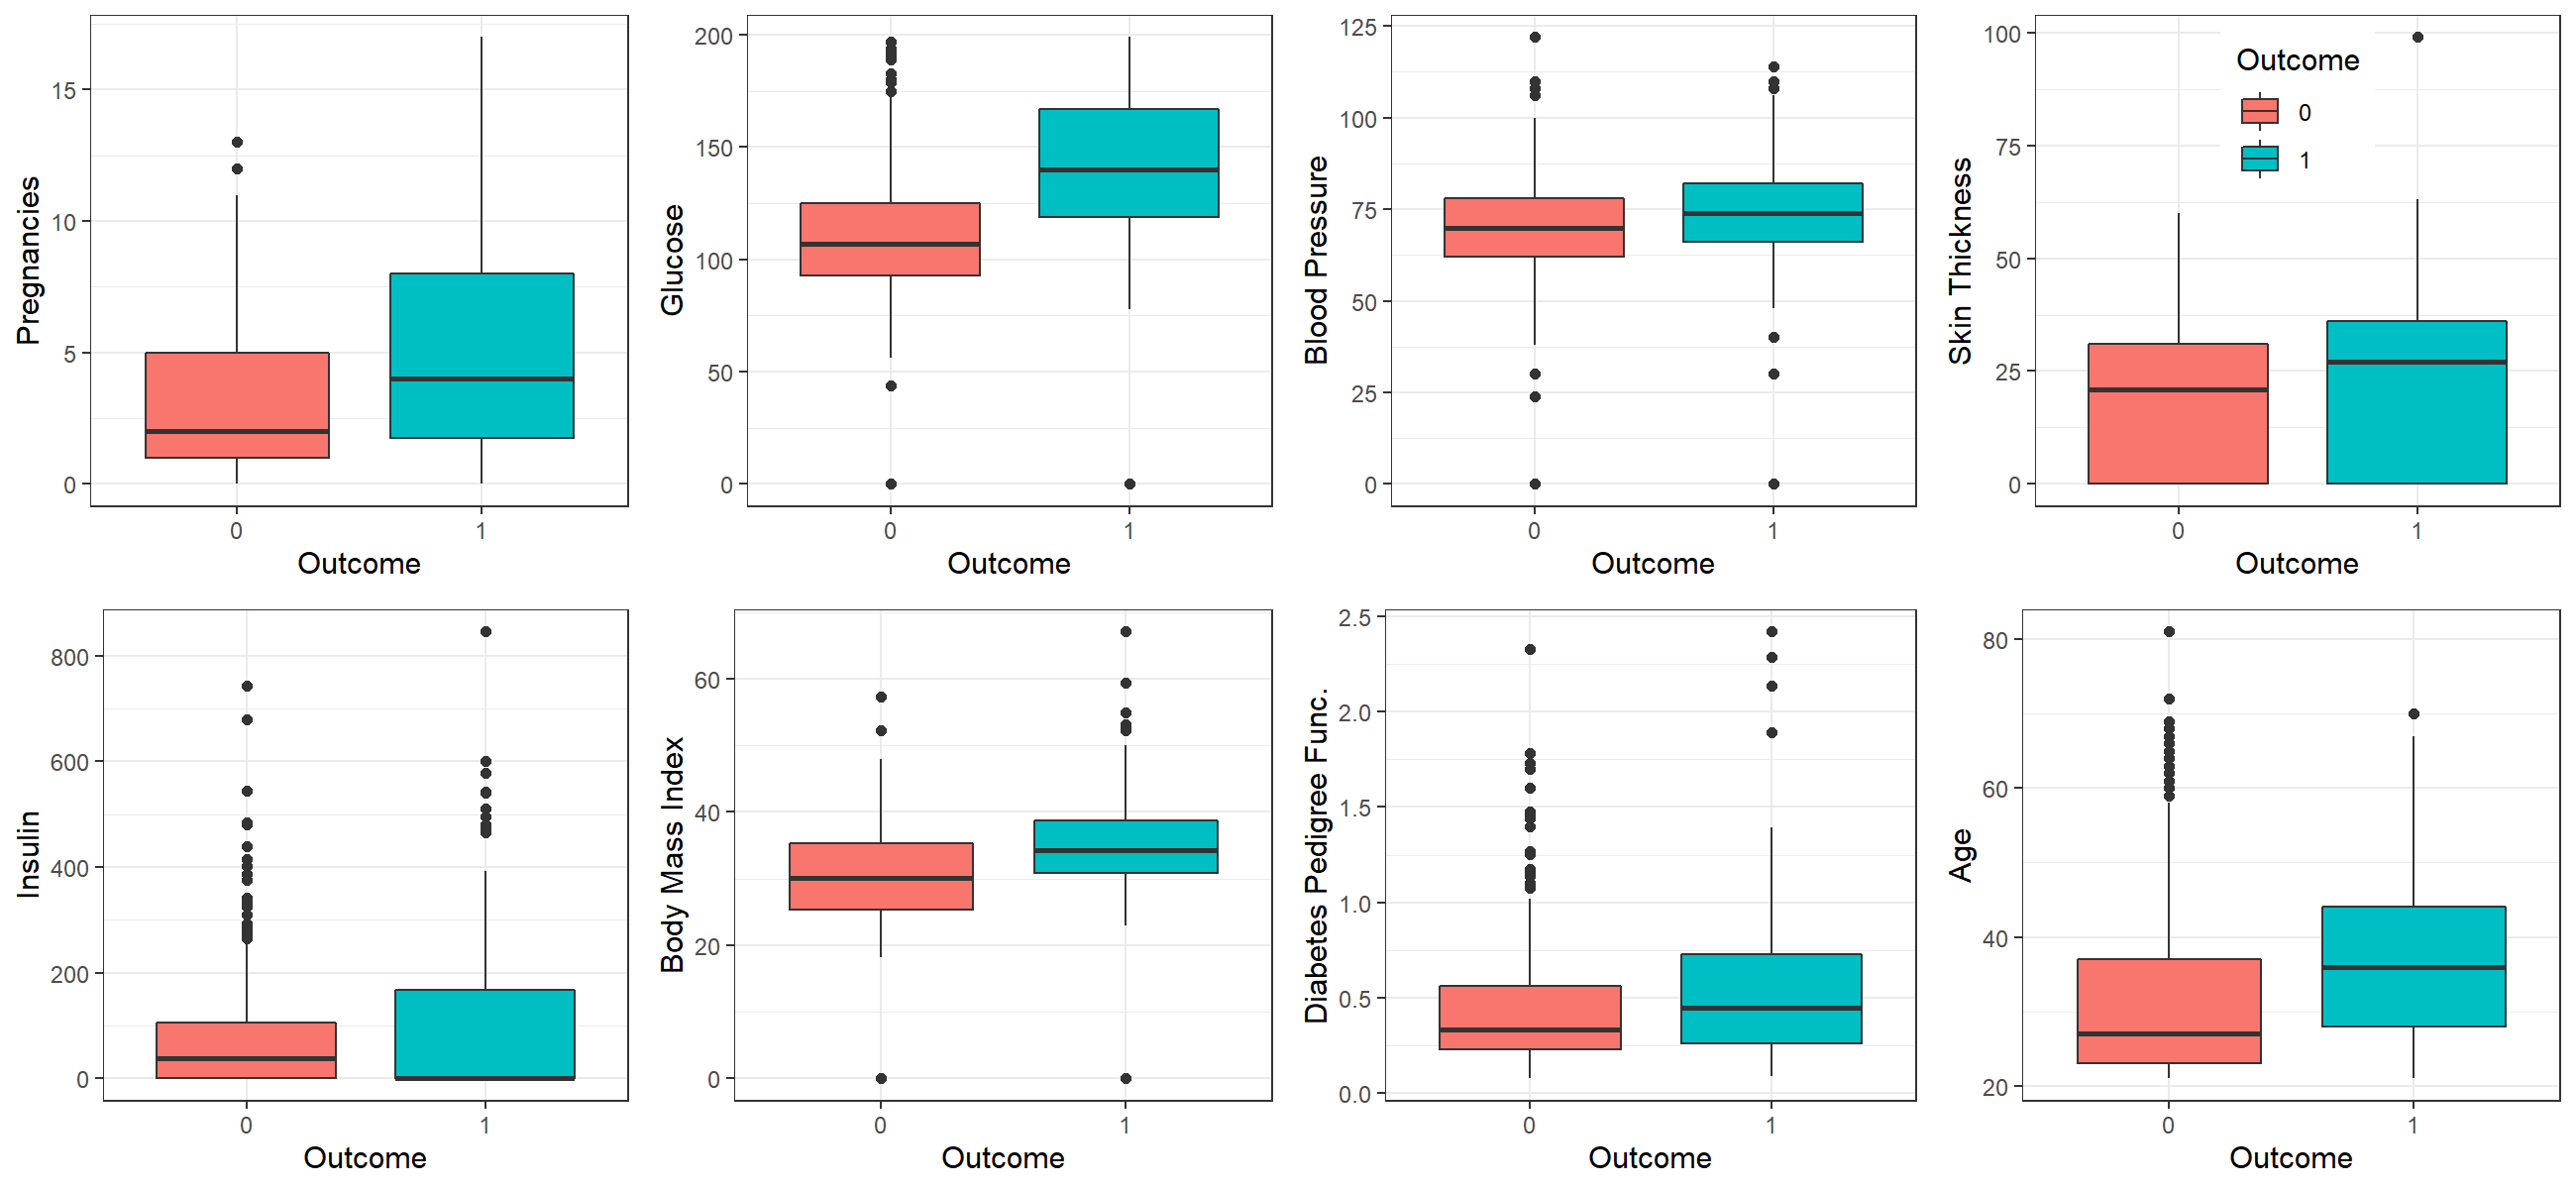 Pregnancies
15
10
5
0
0 1
Outcome
Glucose
200
150
100
50
0
0 1
Outcome
Blood Pressure
125
100
75
50
25
0
0 1
Outcome
Skin Thickness
100
75
50
25
0
Outcome
0
1
0 1
Outcome
Insulin
800
600
400
200
0
0 1
Outcome
Body Mass Index
60
40
20
0
0 1
Outcome
Diabetes Pedigree Func.
2.5
2.0
1.5
1.0
0.5
0.0
0 1
Outcome
Age
80
60
40
20
0 1
Outcome